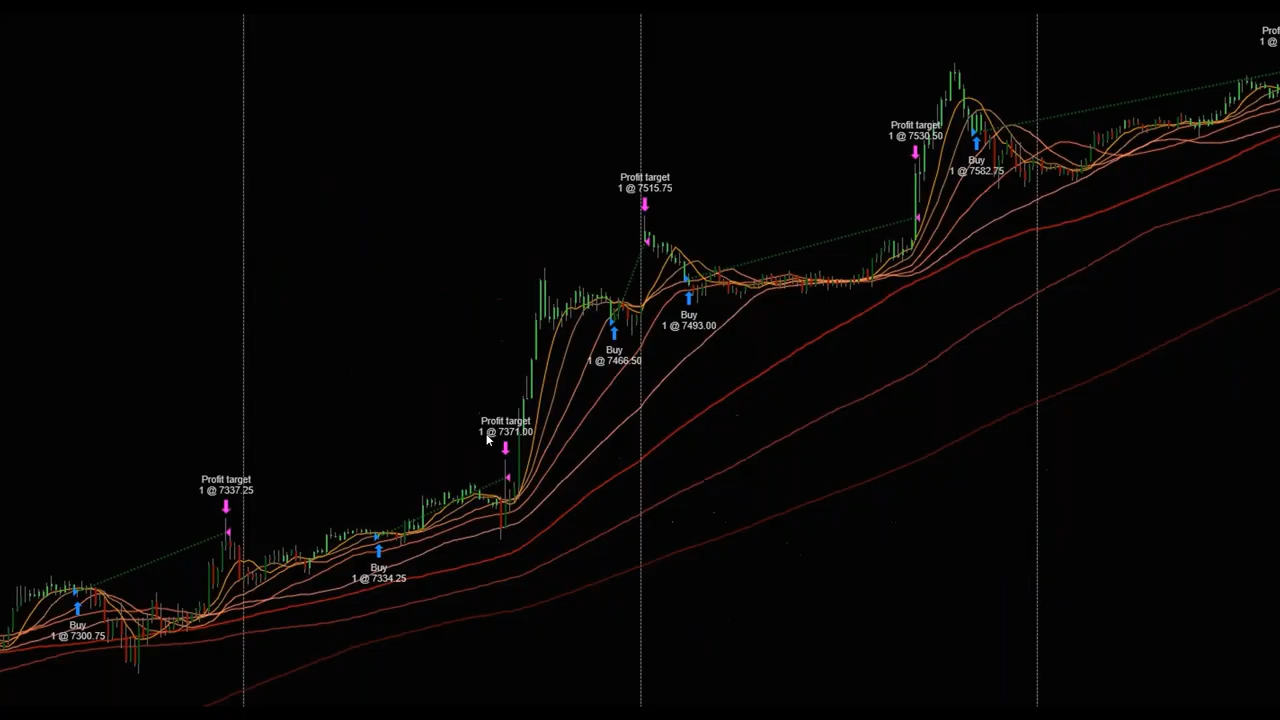 Prof
1 @
Profit target
1 @ 7530.50
Buy
1 @ 7582.75
Profit target
1 @ 7515.75
Buy
1 @ 7493.00
Buy
1 @ 7466.50
Profit target
1 @ 7371.00
Profit target
1 @ 7337.25
Buy
1 @ 7334.25
Buy
1 @ 7300.75